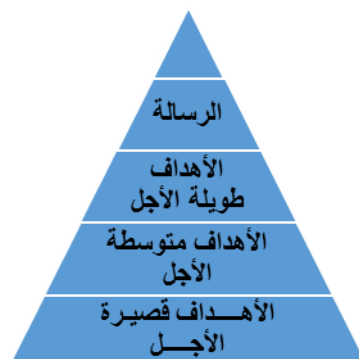 الرسالة
الأهداف
طويلة الأجل
الأهداف متوسطة
الأجل
الأهـــداف قصيـرة
الأجـــل